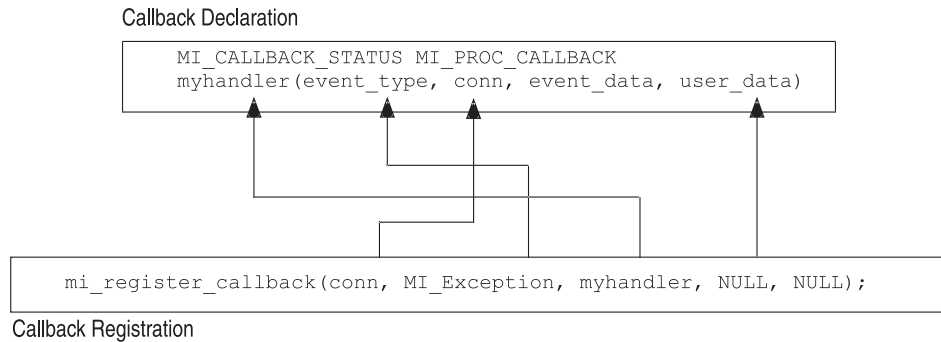 Callback Declaration
MI_CALLBACK_STATUS MI_PROC_CALLBACK
myhandler(event_type, conn, event_data, user_data)
mi_register_callback(conn, MI_Exception, myhandler, NULL, NULL);
Callback Registration